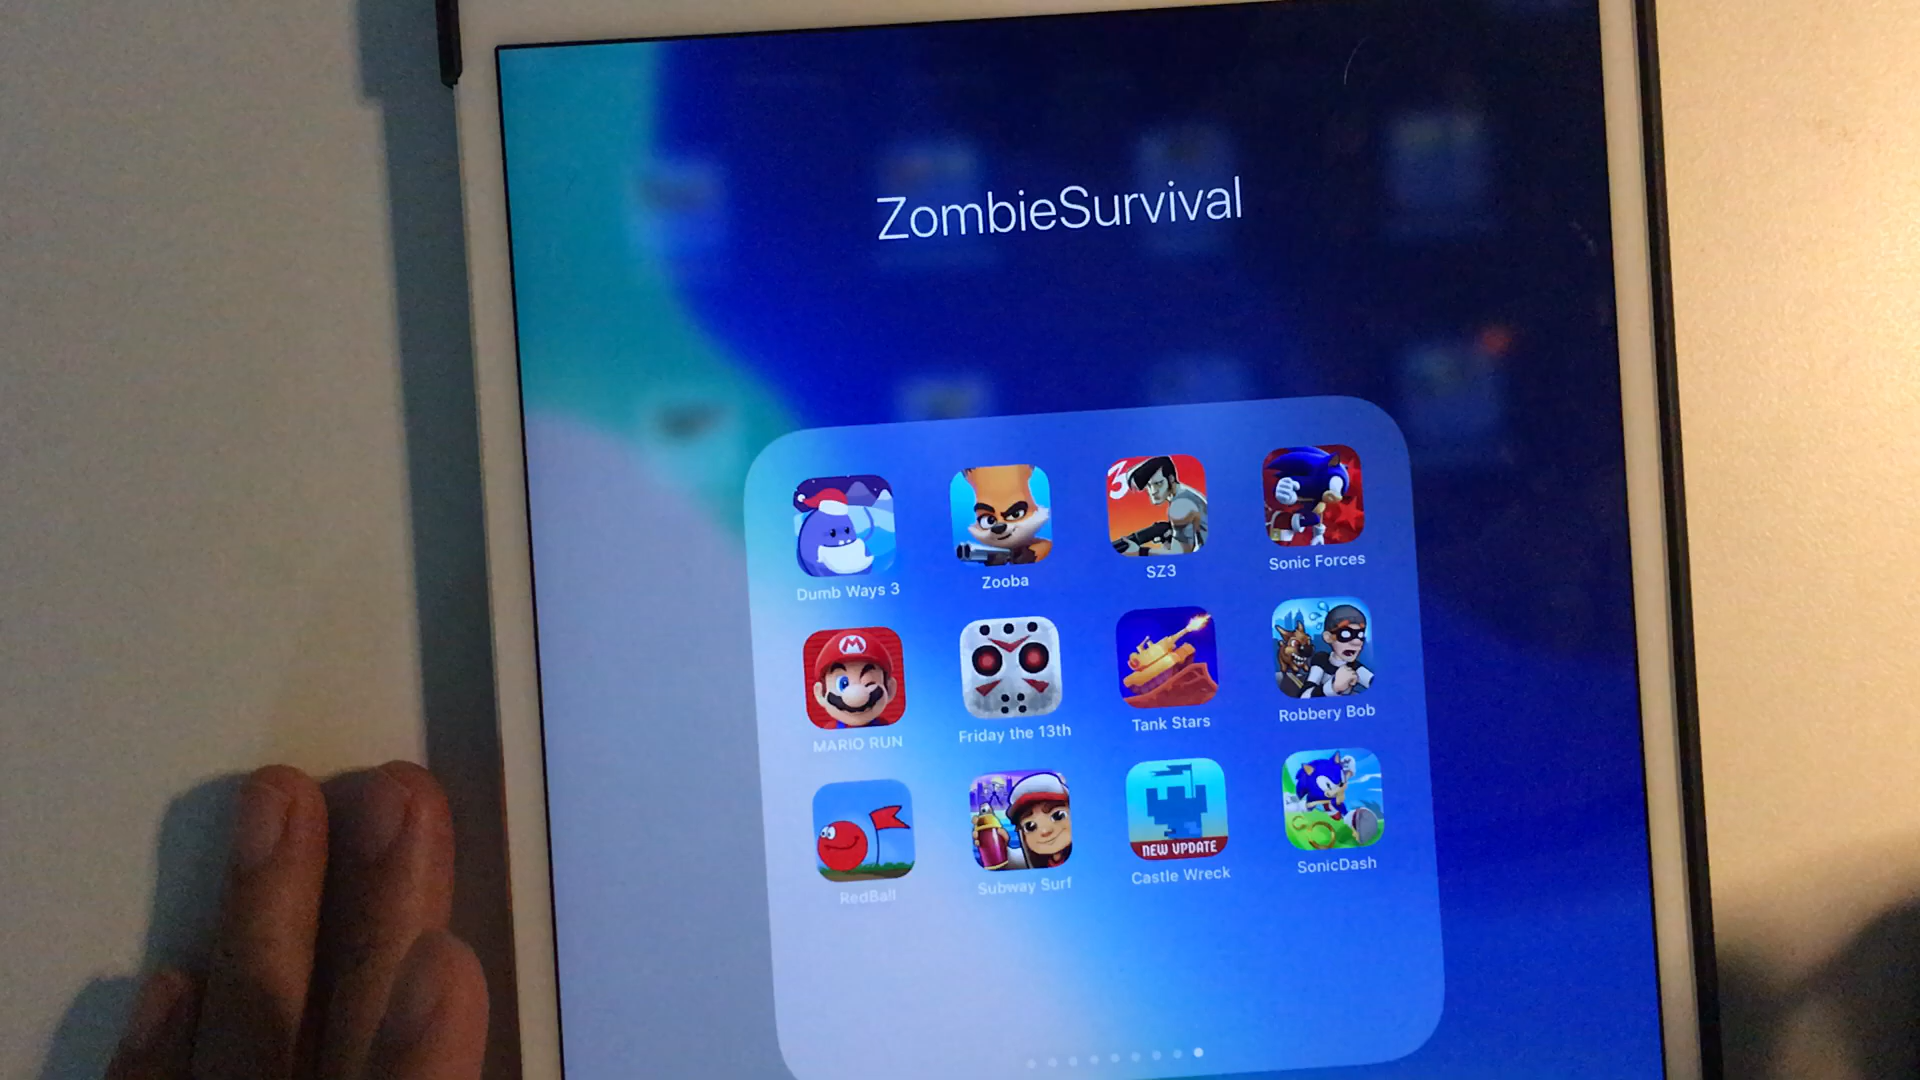 ZombieSurvival
3
Dumb Ways 3
Zooba
SZ3
Sonic Forces
M
MARIO RUN
Friday the 13th
Tank Stars
Robbery Bob
NEW UPDATE
RedBall
Subway Surf
Castle Wreck
SonicDash